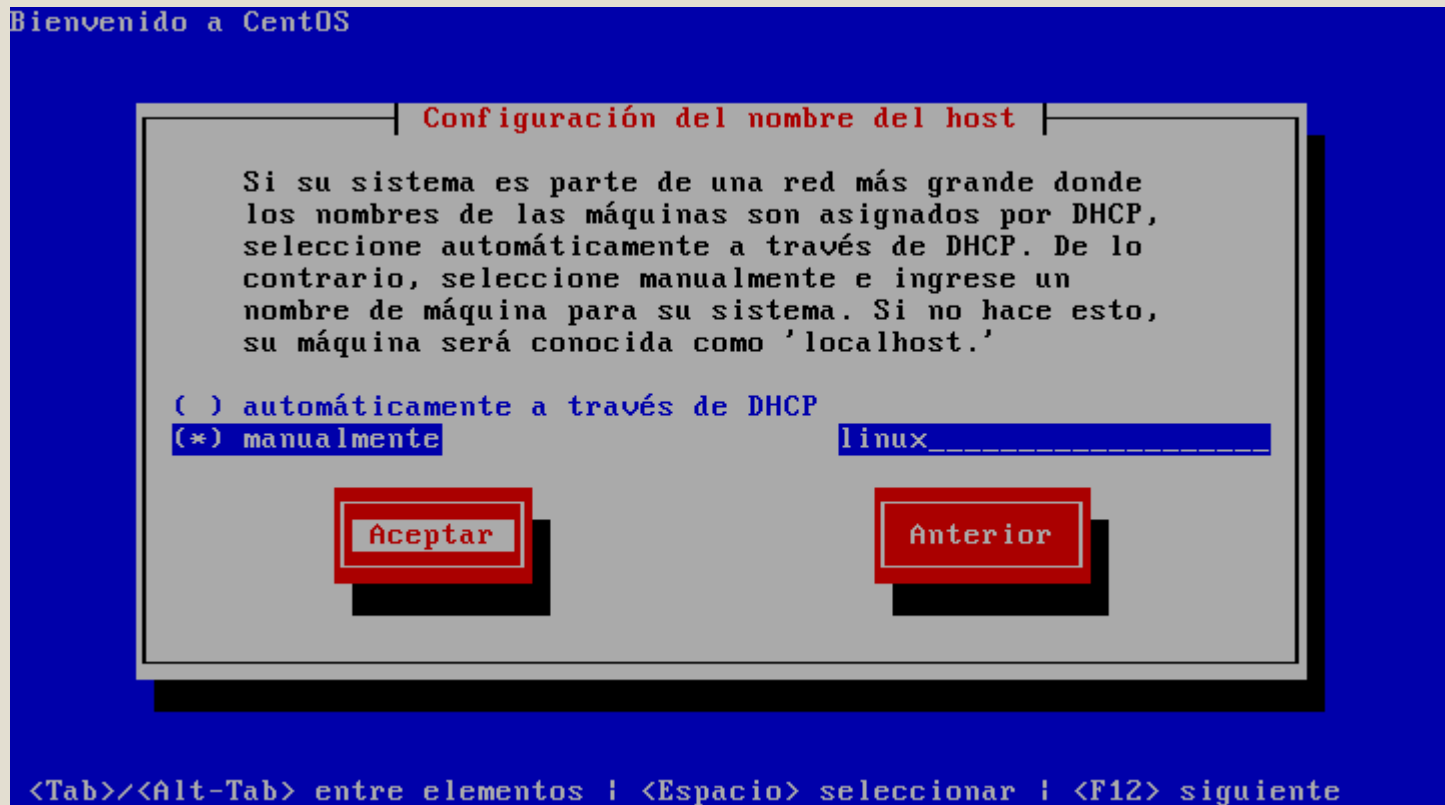 Bienvenido a CentOS
Configuración del nombre del host
Si su sistema es parte de una red más grande donde
los nombres de las máquinas son asignados por DHCP,
seleccione automáticamente a través de DHCP. De lo
contrario, seleccione manualmente e ingrese un
nombre de máquina para su sistema. Si no hace esto,
su máquina será conocida como 'localhost.'
( ) automáticamente a través de DHCP
(*) manualmente linux___________________
Aceptar Anterior
<Tab>/<Alt-Tab> entre elementos | <Espacio> seleccionar | <F12> siguiente